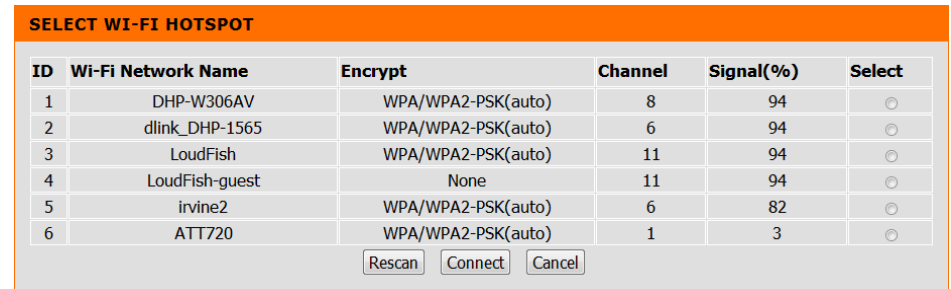 SELECT WI-FI HOTSPOT
ID Wi-Fi Network Name Encrypt Channel Signal(%) Select
1 DHP-W306AV WPA/WPA2-PSK(auto) 8 94
2 dlink_DHP-1565 WPA/WPA2-PSK(auto) 6 94
3 LoudFish WPA/WPA2-PSK(auto) 11 94
4 LoudFish-guest None 11 94
5 irvine2 WPA/WPA2-PSK(auto) 6 82
6 ATT720 WPA/WPA2-PSK(auto) 1 3
Rescan Connect Cancel